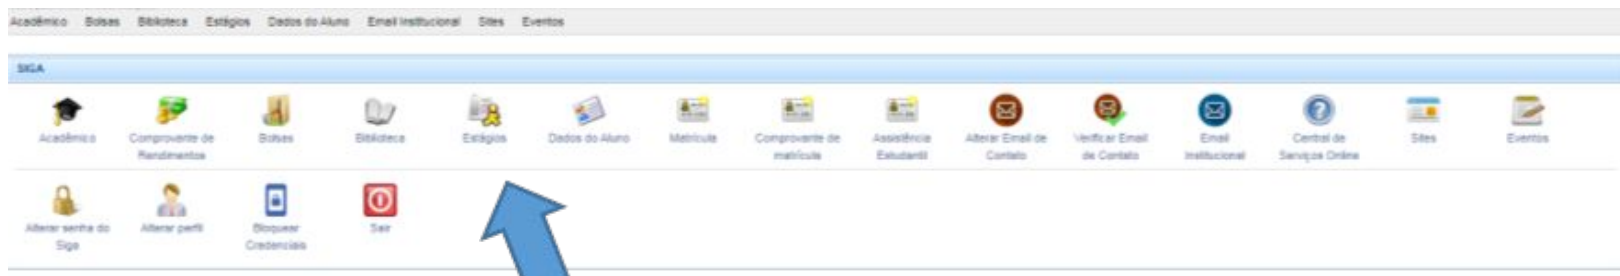 Acadêmico Bolsas Biblioteca Estágios Dados do Aluno Email Institucional Sites Eventos
SIGA
Acadêmico
Comprovante de
Rendimentos
Bolsas
Biblioteca
Estágios
Dados do Aluno
Matrícula
Comprovante de
matrícula
Assistência
Estudantil
Alterar Email de
Contato
Verificar Email
de Contato
Email
Institucional
Central de
Serviços Online
Sites
Eventos
Alterar senha do
Siga
Alterar perfil
Bloquear
Credenciais
Sair